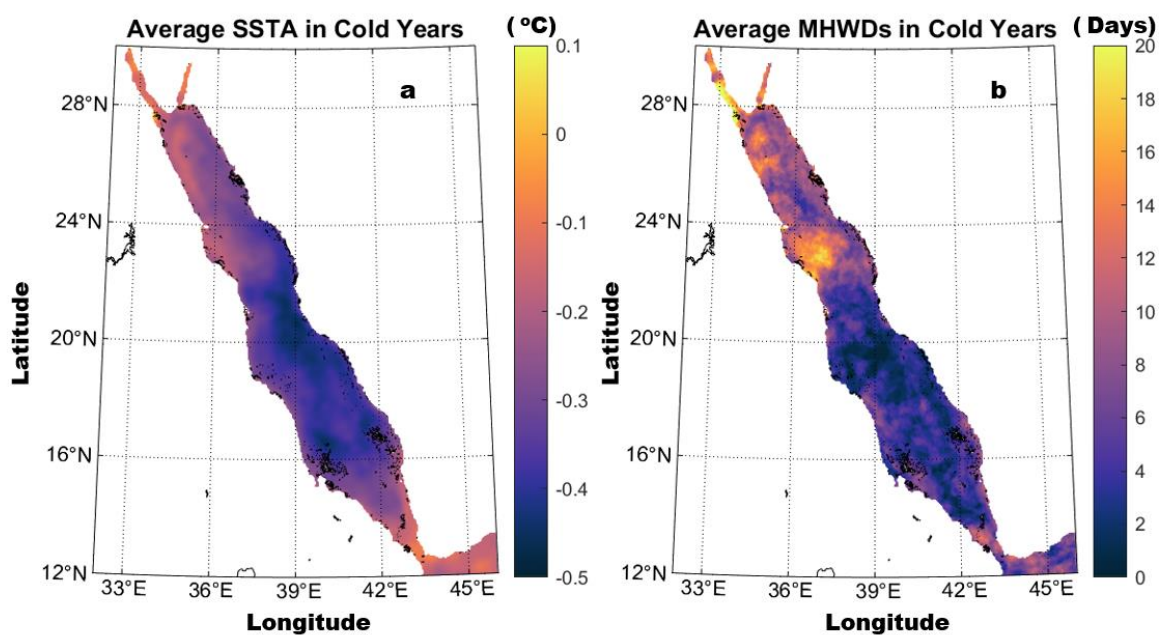 Average SSTA in Cold Years
( ºC)
a
28°N
24°N
20°N
16°N
12°N
33°E
36°E
39°E
42°E
45°E
Latitude
Longitude
0.1
0
-0.1
-0.2
-0.3
-0.4
-0.5
Average MHWDs in Cold Years
( Days)
b
28°N
24°N
20°N
16°N
12°N
33°E
36°E
39°E
42°E
45°E
Latitude
Longitude
20
18
16
14
12
10
8
6
4
2
0